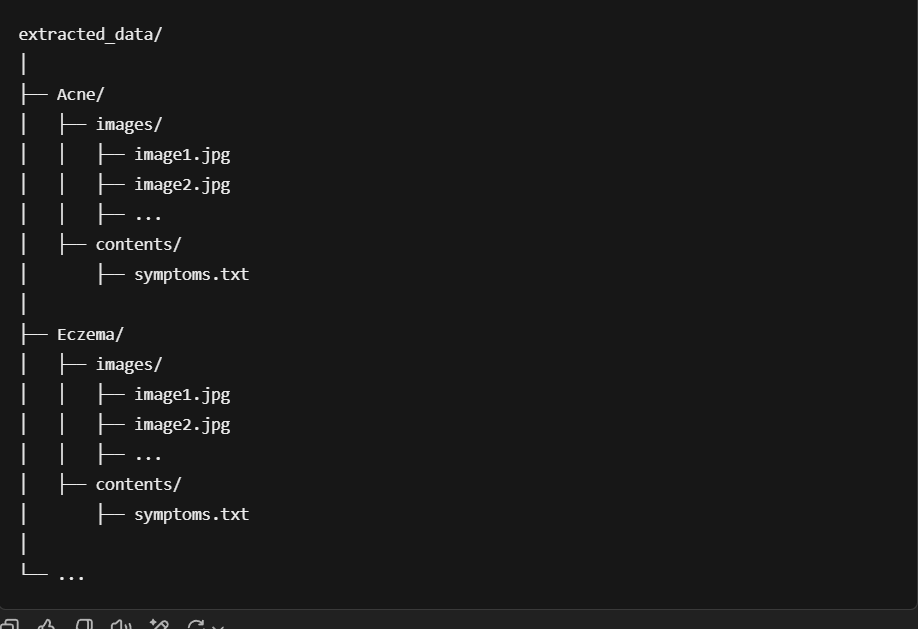 extracted_data/
│
├── Acne/
│   ├── images/
│   │   ├── image1.jpg
│   │   ├── image2.jpg
│   │   ├── ...
│   ├── contents/
│       ├── symptoms.txt
│
├── Eczema/
│   ├── images/
│   │   ├── image1.jpg
│   │   ├── image2.jpg
│   │   ├── ...
│   ├── contents/
│       ├── symptoms.txt
│
└── ...